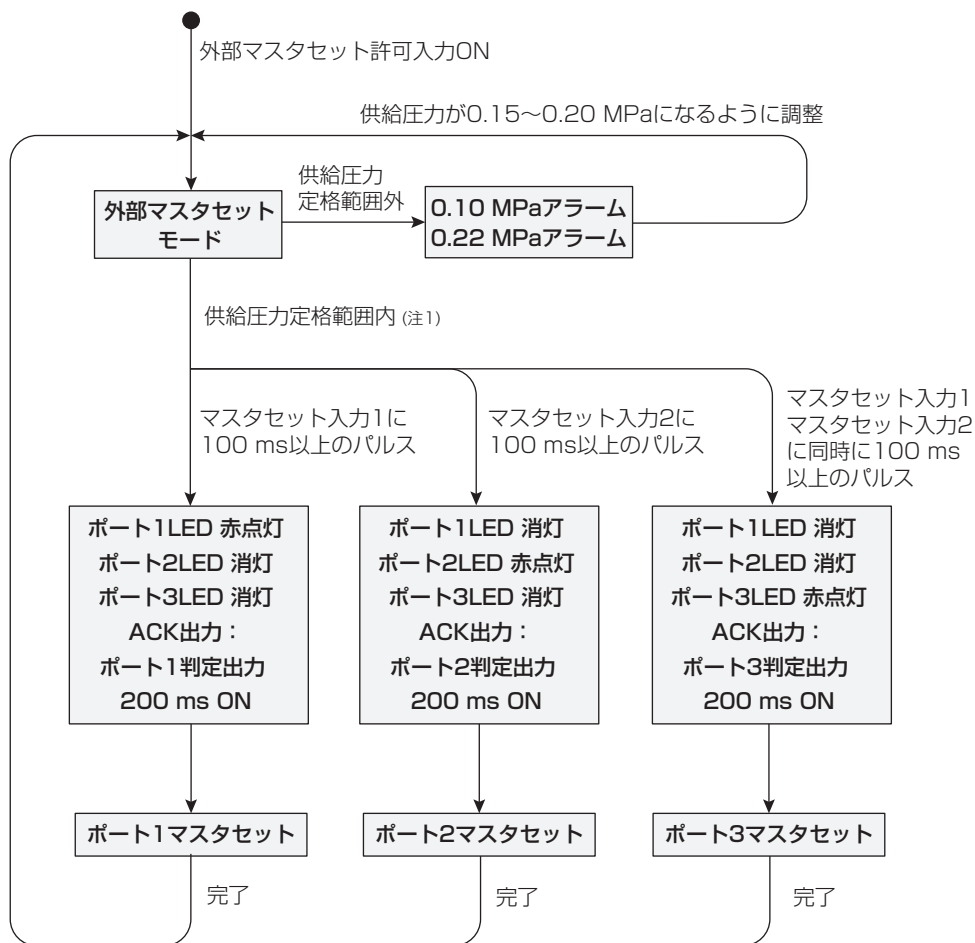 外部マスタセット許可入力ON
供給圧力が0.15～0.20 MPaになるように調整
供給圧力
定格範囲外
外部マスタセット
モード
0.10 MPaアラーム
0.22 MPaアラーム
供給圧力定格範囲内 (注1)
マスタセット入力1に
100 ms以上のパルス
マスタセット入力2に
100 ms以上のパルス
マスタセット入力1
マスタセット入力2
に同時に100 ms
以上のパルス
ポート1LED 赤点灯
ポート2LED 消灯
ポート3LED 消灯
ACK出力：
ポート1判定出力
200 ms ON
ポート1LED 消灯
ポート2LED 赤点灯
ポート3LED 消灯
ACK出力：
ポート2判定出力
200 ms ON
ポート1LED 消灯
ポート2LED 消灯
ポート3LED 赤点灯
ACK出力：
ポート3判定出力
200 ms ON
ポート1マスタセット
ポート2マスタセット
ポート3マスタセット
完了
完了
完了